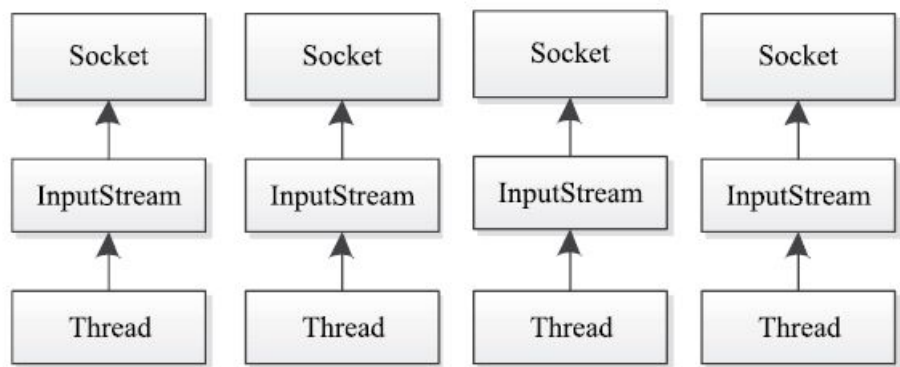 Socket Socket Socket Socket
InputStream InputStream InputStream InputStream
Thread Thread Thread Thread